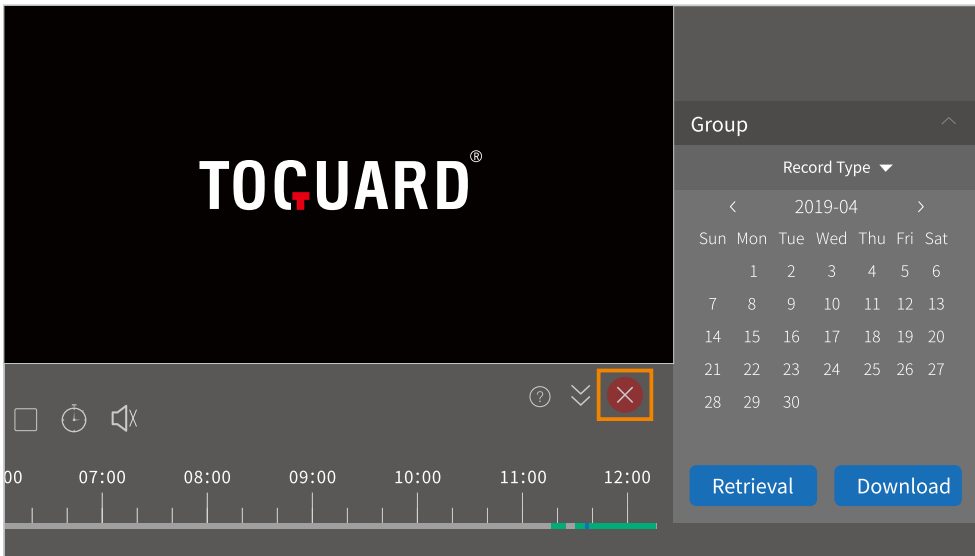 TOGUARD®
Group
Record Type
< 2019-04 >
Sun Mon Tue Wed Thu Fri Sat
1 2 3 4 5 6
7 8 9 10 11 12 13
14 15 16 17 18 19 20
21 22 23 24 25 26 27
28 29 30
?
00 07:00 08:00 09:00 10:00 11:00 12:00
Retrieval Download